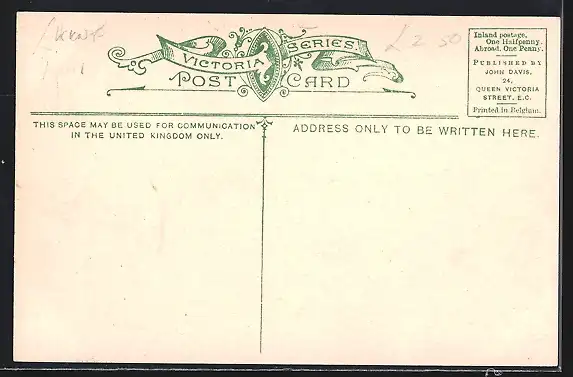 £2.50
VICTORIA SERIES.
POST CARD
Inland postage,
One Halfpenny.
Abroad, One Penny.
PUBLISHED BY
JOHN DAVIS,
24,
QUEEN VICTORIA
STREET, E.C.
Printed in Belgium.
THIS SPACE MAY BE USED FOR COMMUNICATION
IN THE UNITED KINGDOM ONLY.
ADDRESS ONLY TO BE WRITTEN HERE.